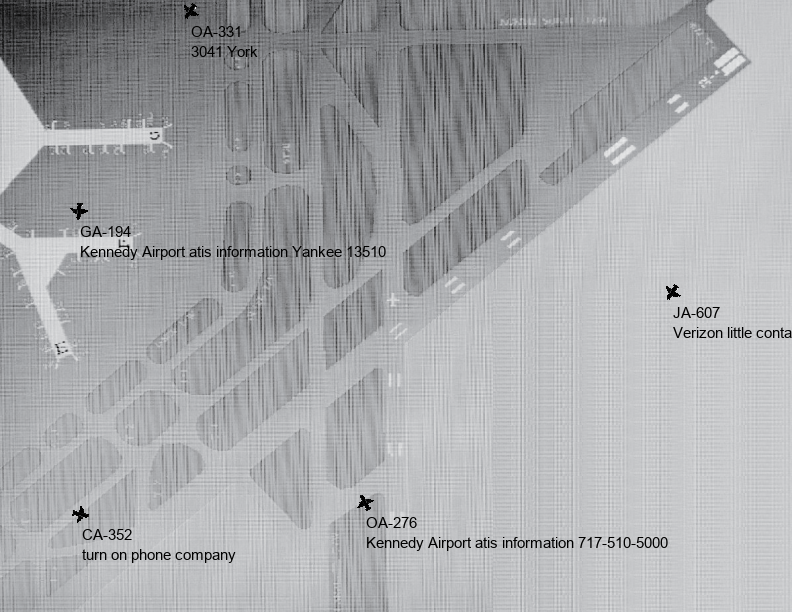 OA-331
3041 York
GA-194
Kennedy Airport atis information Yankee 13510
JA-607
Verizon little conta
OA-276
Kennedy Airport atis information 717-510-5000
CA-352
turn on phone company